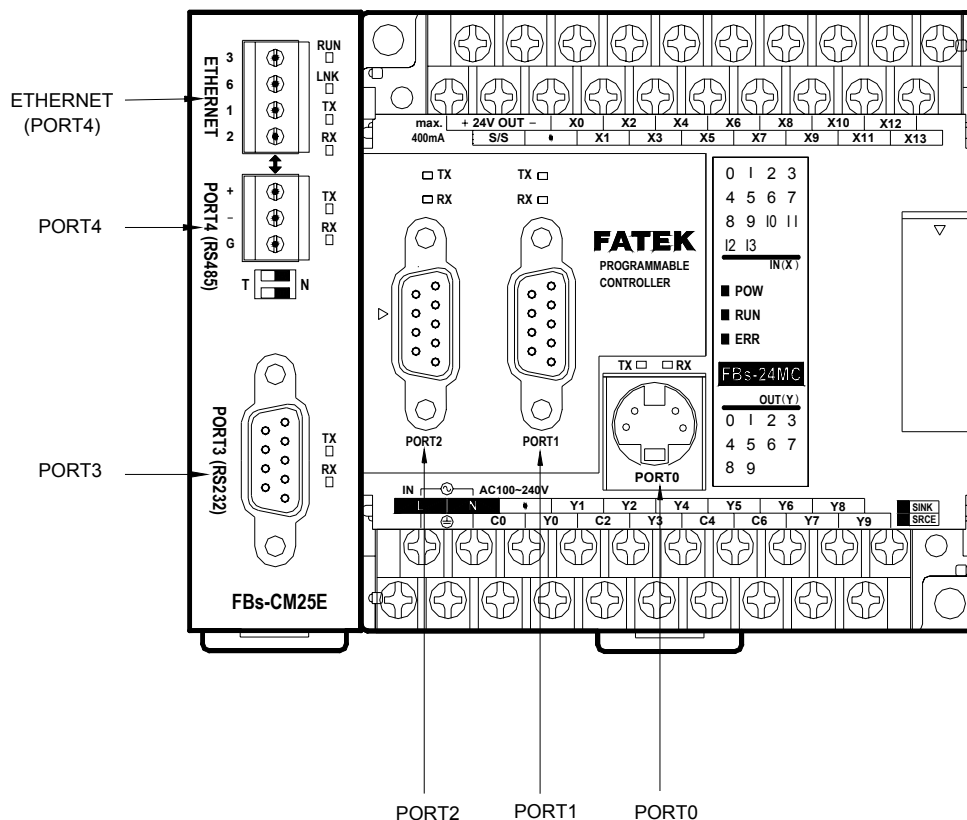 ETHERNET
(PORT4)
PORT4
PORT3
ETHERNET
3
6
1
2
RUN
LNK
TX
RX
PORT4 (RS485)
+
−
G
TX
RX
T
N
PORT3 (RS232)
TX
RX
FBs-CM25E
max. + 24V OUT − X0 X2 X4 X6 X8 X10 X12
400mA S/S • X1 X3 X5 X7 X9 X11 X13
TX
RX
TX
RX
FATEK
PROGRAMMABLE
CONTROLLER
0 1 2 3
4 5 6 7
8 9 10 11
12 13
IN(X)
POW
RUN
ERR
FBs-24MC
OUT(Y)
0 1 2 3
4 5 6 7
8 9
TX RX
PORT2
PORT1
PORT0
IN AC100~240V
L N • Y1 Y2 Y4 Y5 Y6 Y8
C0 Y0 C2 Y3 C4 C6 Y7 Y9
SINK
SRCE
PORT2
PORT1
PORT0